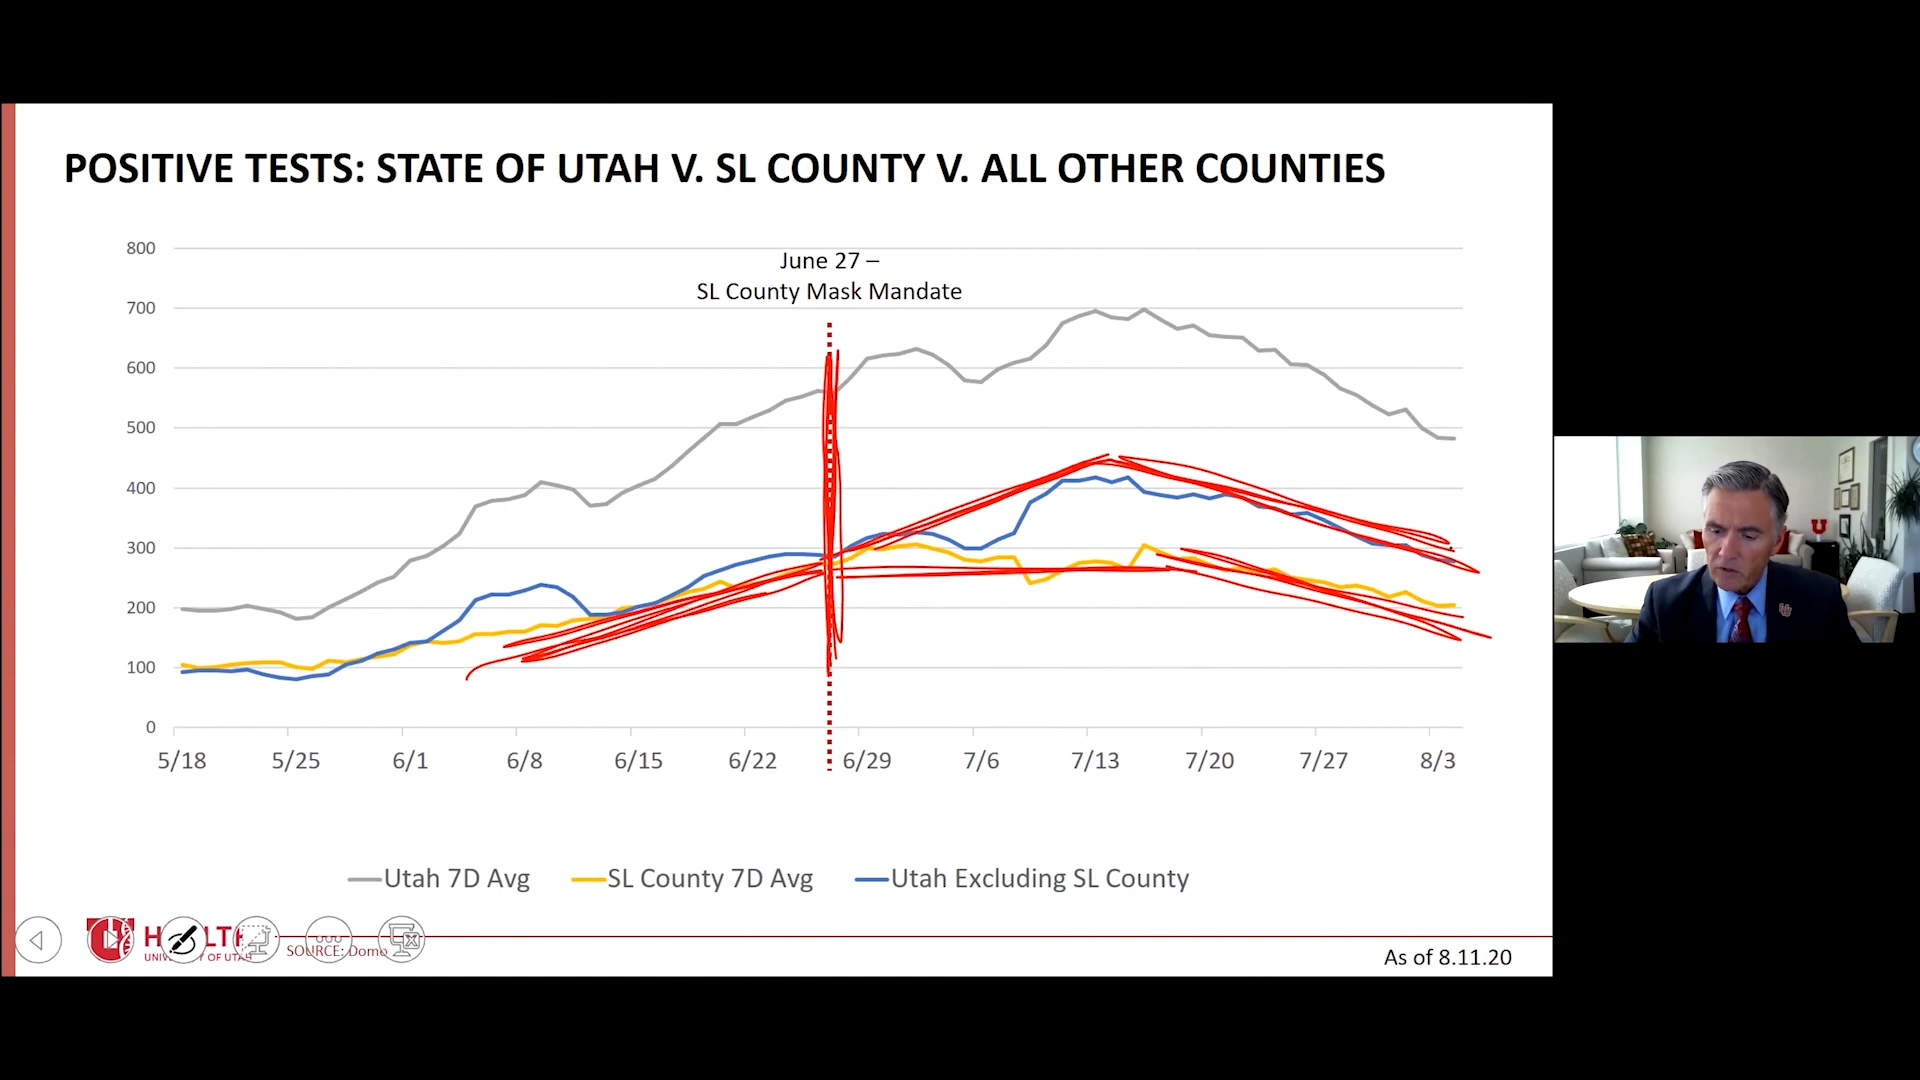 POSITIVE TESTS: STATE OF UTAH V. SL COUNTY V. ALL OTHER COUNTIES
June 27 –
SL County Mask Mandate
800
700
600
500
400
300
200
100
0
5/18 5/25 6/1 6/8 6/15 6/22 6/29 7/6 7/13 7/20 7/27 8/3
Utah 7D Avg SL County 7D Avg Utah Excluding SL County
SOURCE: Domo
As of 8.11.20